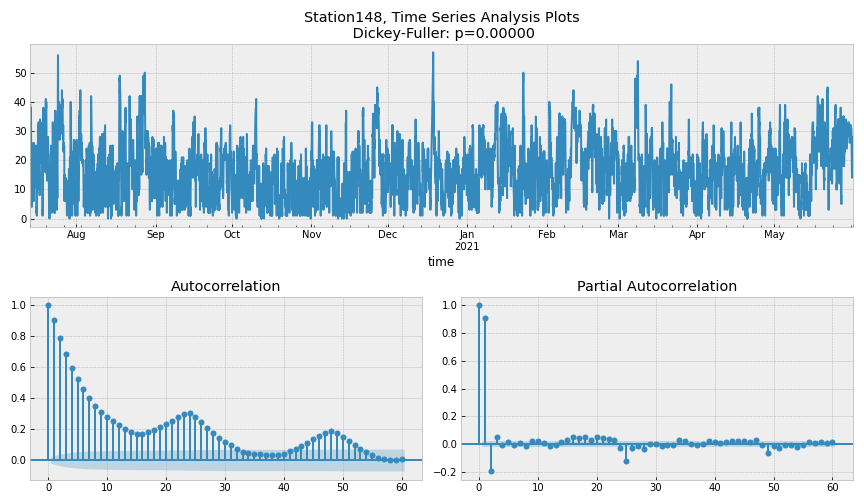 Station148, Time Series Analysis Plots
Dickey-Fuller: p=0.00000
50
40
30
20
10
0
Aug Sep Oct Nov Dec Jan Feb Mar Apr May
2021
time
Autocorrelation Partial Autocorrelation
1.0
0.8
0.6
0.4
0.2
0.0
0 10 20 30 40 50 60
1.0
0.8
0.6
0.4
0.2
0.0
−0.2
0 10 20 30 40 50 60